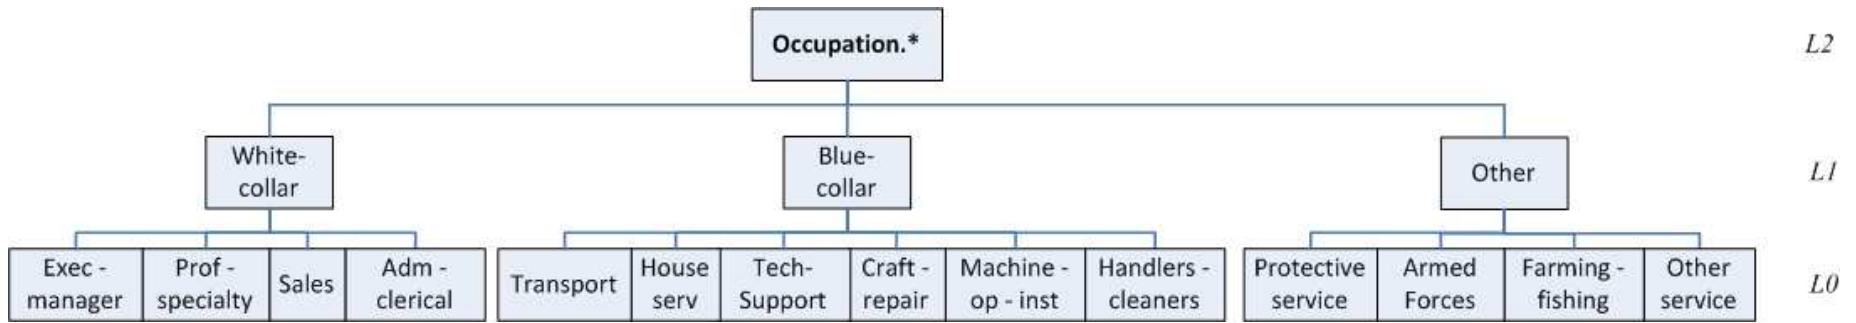 Occupation.*
L2
White-
collar
Blue-
collar
Other
L1
Exec -
manager
Prof -
specialty
Sales
Adm -
clerical
Transport
House
serv
Tech-
Support
Craft -
repair
Machine -
op - inst
Handlers -
cleaners
Protective
service
Armed
Forces
Farming -
fishing
Other
service
L0